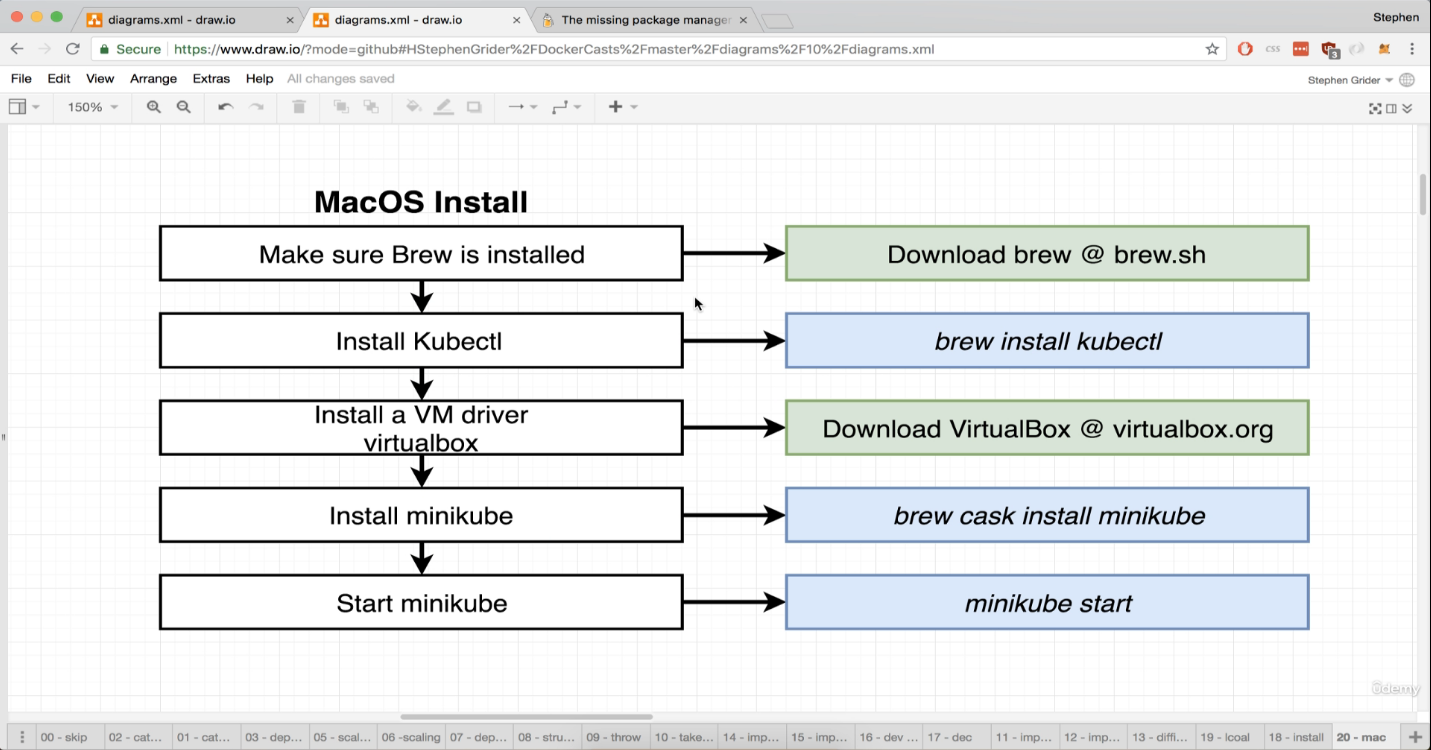 diagrams.xml - draw.io
diagrams.xml - draw.io
The missing package manager
Stephen
Secure
https://www.draw.io/?mode=github#HStephenGrider%2FDockerCasts%2Fmaster%2Fdiagrams%2F10%2Fdiagrams.xml
css
3
File Edit View Arrange Extras Help All changes saved
Stephen Grider
150%
MacOS Install
Make sure Brew is installed
Download brew @ brew.sh
Install Kubectl
brew install kubectl
Install a VM driver
virtualbox
Download VirtualBox @ virtualbox.org
Install minikube
brew cask install minikube
Start minikube
minikube start
ûdemy
00 - skip 02 - cat... 01 - cat... 03 - dep... 05 - scal... 06 -scaling 07 - dep... 08 - stru... 09 - throw 10 - take... 14 - imp... 15 - imp... 16 - dev ... 17 - dec 11 - imp... 12 - imp... 13 - diffi... 19 - lcoal 18 - install 20 - mac